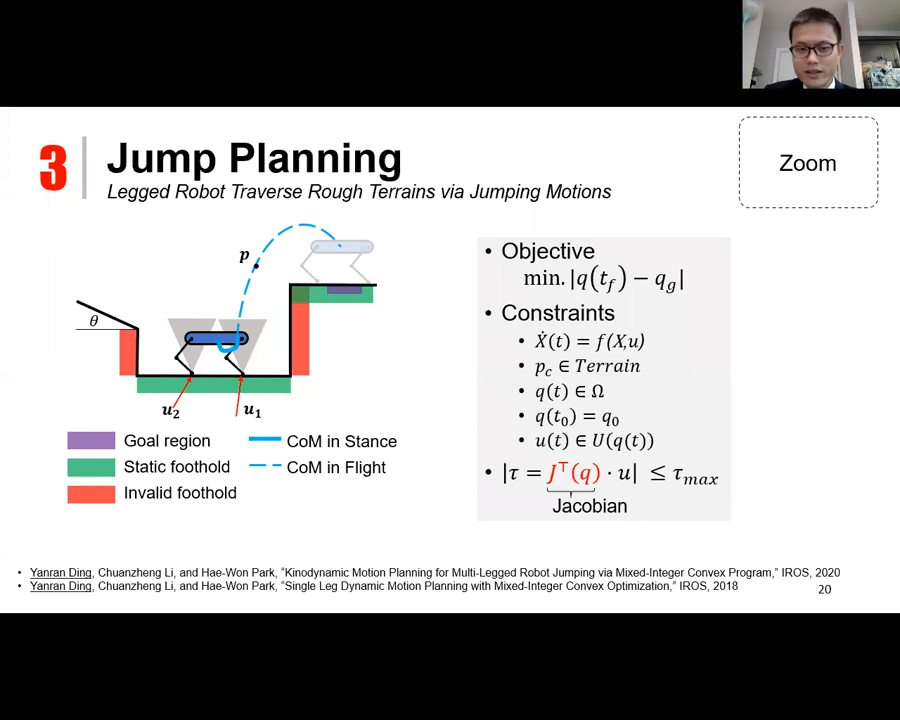 3
Jump Planning
Legged Robot Traverse Rough Terrains via Jumping Motions
Zoom
p
θ
u₂
u₁
Goal region
Static foothold
Invalid foothold
CoM in Stance
CoM in Flight
• Objective
min. |q(t_f) − q_g|
• Constraints
• Ẋ(t) = f(X,u)
• p_c ∈ Terrain
• q(t) ∈ Ω
• q(t₀) = q₀
• u(t) ∈ U(q(t))
• |τ = J^⊤(q) · u| ≤ τ_max
Jacobian
• Yanran Ding, Chuanzheng Li, and Hae-Won Park, “Kinodynamic Motion Planning for Multi-Legged Robot Jumping via Mixed-Integer Convex Program,” IROS, 2020
• Yanran Ding, Chuanzheng Li, and Hae-Won Park, “Single Leg Dynamic Motion Planning with Mixed-Integer Convex Optimization,” IROS, 2018
20